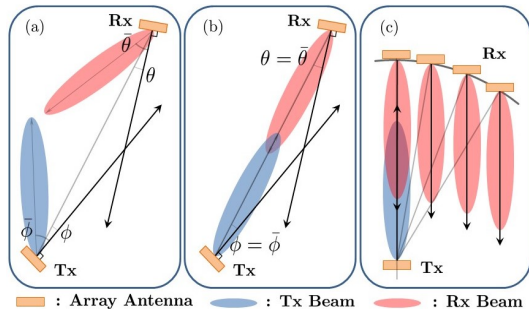 (a)
Rx
θ̄
θ
ϕ̄
ϕ
Tx
(b)
Rx
θ = θ̄
ϕ = ϕ̄
Tx
(c)
Rx
Tx
: Array Antenna : Tx Beam : Rx Beam